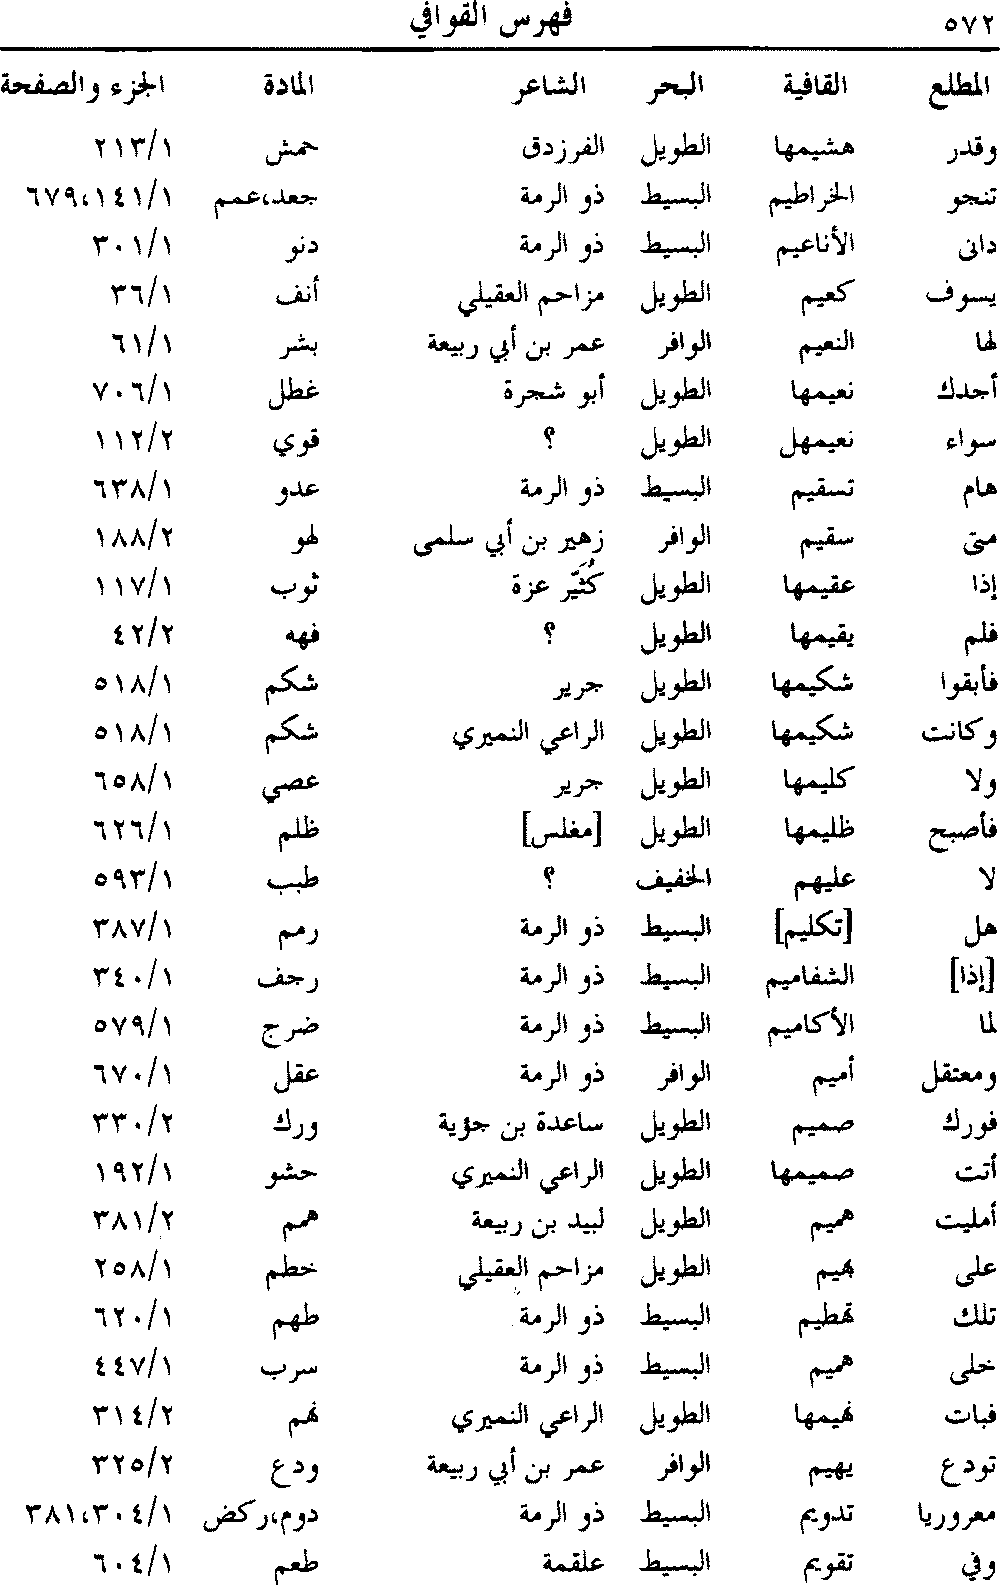 ٥٧٢ فهرس القوافي
المطلع القافية البحر الشاعر المادة الجزء والصفحة
وقدر هشيمها الطويل الفرزدق حمش ٢١٣/١
تنجو الخراطيم البسيط ذو الرمة جعد،عمم ٦٧٩،١٤١/١
دانى الأناعيم البسيط ذو الرمة دنو ٣٠١/١
يسوف كعيم الطويل مزاحم العقيلي أنف ٣٦/١
لها النعيم الوافر عمر بن أبي ربيعة بشر ٦١/١
أجدك نعيمها الطويل أبو شجرة غطل ٧٠٦/١
سواء نعيمهل الطويل ؟ قوي ١١٢/٢
هام تسقيم البسيط ذو الرمة عدو ٦٣٨/١
متى سقيم الوافر زهير بن أبي سلمى لهو ١٨٨/٢
إذا عقيمها الطويل كُثَيّر عزة ثوب ١١٧/١
فلم يقيمها الطويل ؟ فهه ٤٢/٢
فأبقوا شكيمها الطويل جرير شكم ٥١٨/١
وكانت شكيمها الطويل الراعي النميري شكم ٥١٨/١
ولا كليمها الطويل جرير عصي ٦٥٨/١
فأصبح ظليمها الطويل [مغلس] ظلم ٦٢٦/١
لا عليهم الخفيف ؟ طبب ٥٩٣/١
هل [تكليم] البسيط ذو الرمة رمم ٣٨٧/١
[إذا] الشفاميم البسيط ذو الرمة رجف ٣٤٠/١
لما الأكاميم البسيط ذو الرمة ضرج ٥٧٩/١
ومعتقل أميم الوافر ذو الرمة عقل ٦٧٠/١
فورك صميم الطويل ساعدة بن جؤية ورك ٣٣٠/٢
أتت صميمها الطويل الراعي النميري حشو ١٩٢/١
أمليت هميم الطويل لبيد بن ربيعة همم ٣٨١/٢
على بهيم الطويل مزاحم العقيلي خطم ٢٥٨/١
تلك تهطيم البسيط ذو الرمة طهم ٦٢٠/١
خلى هميم البسيط ذو الرمة سرب ٤٤٧/١
فبات نهيمها الطويل الراعي النميري نهم ٣١٤/٢
تودع يهيم الوافر عمر بن أبي ربيعة ودع ٣٢٥/٢
معروريا تدويم البسيط ذو الرمة دوم،ركض ٣٨١،٣٠٤/١
وفي تقويم البسيط علقمة طعم ٦٠٤/١